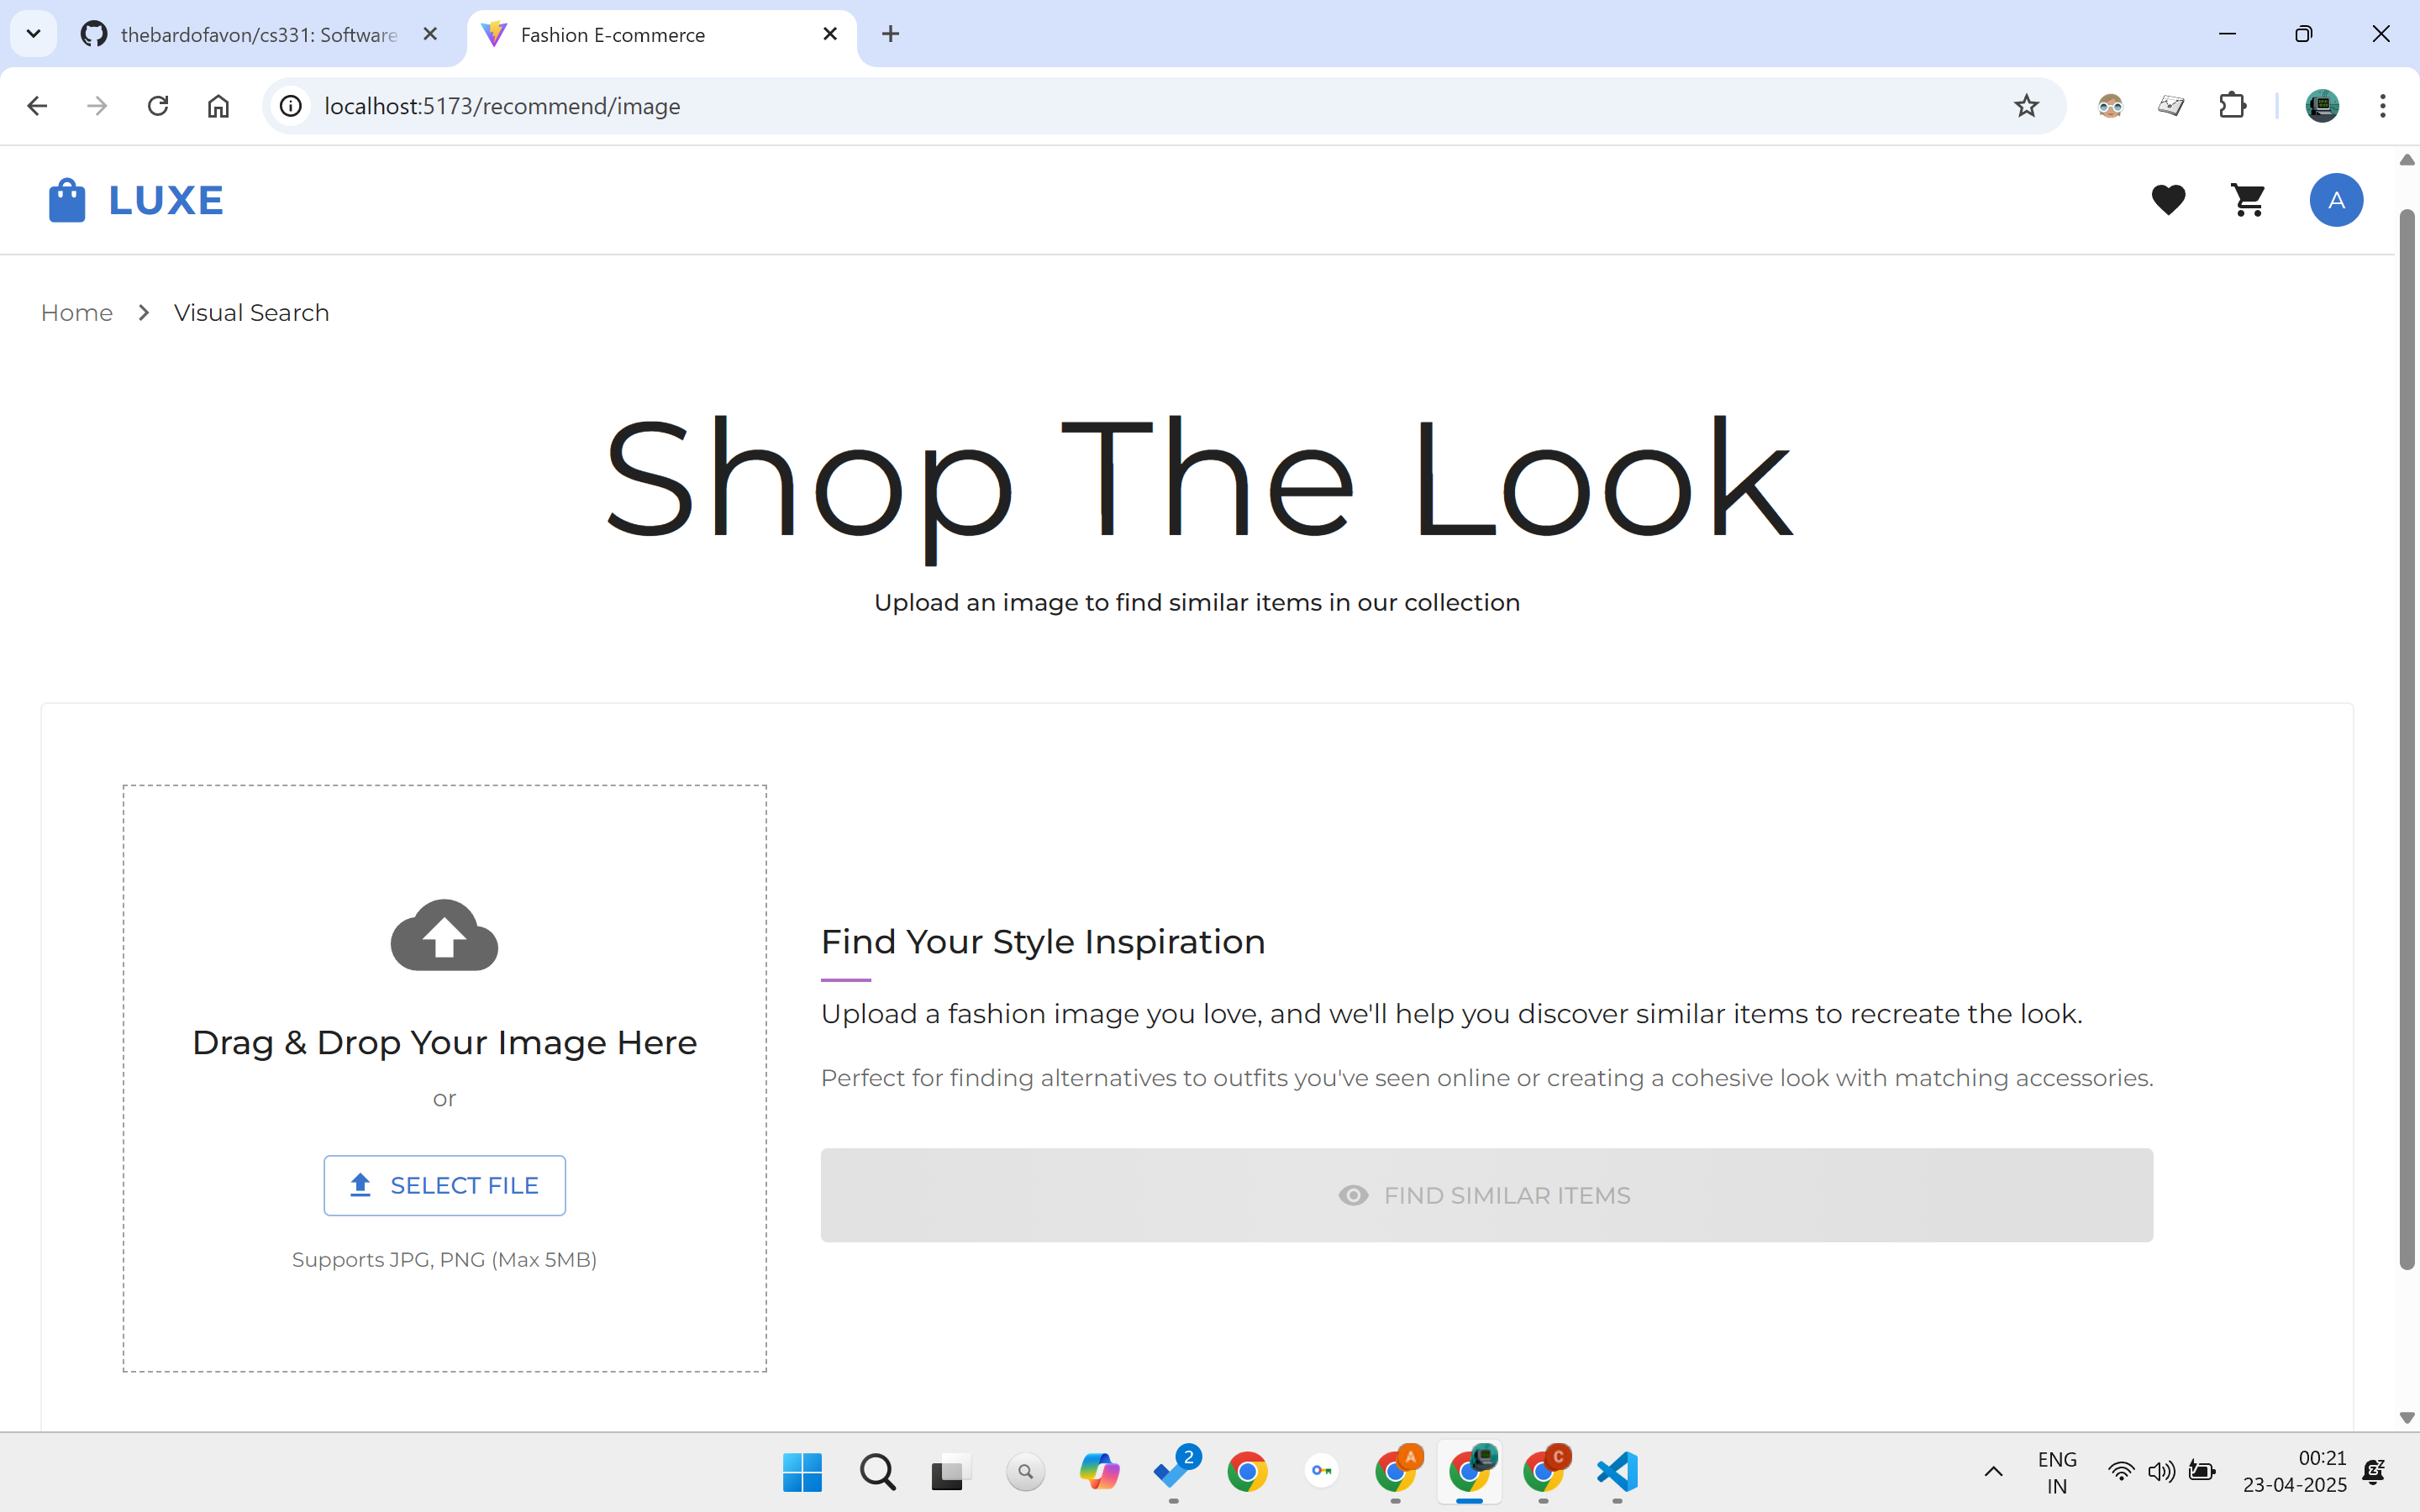 thebardofavon/cs331: Software
Fashion E-commerce
localhost:5173/recommend/image
LUXE
A
Home
Visual Search
Shop The Look
Upload an image to find similar items in our collection
Drag & Drop Your Image Here
or
SELECT FILE
Supports JPG, PNG (Max 5MB)
Find Your Style Inspiration
Upload a fashion image you love, and we'll help you discover similar items to recreate the look.
Perfect for finding alternatives to outfits you've seen online or creating a cohesive look with matching accessories.
FIND SIMILAR ITEMS
2
A
C
ENG
IN
00:21
23-04-2025